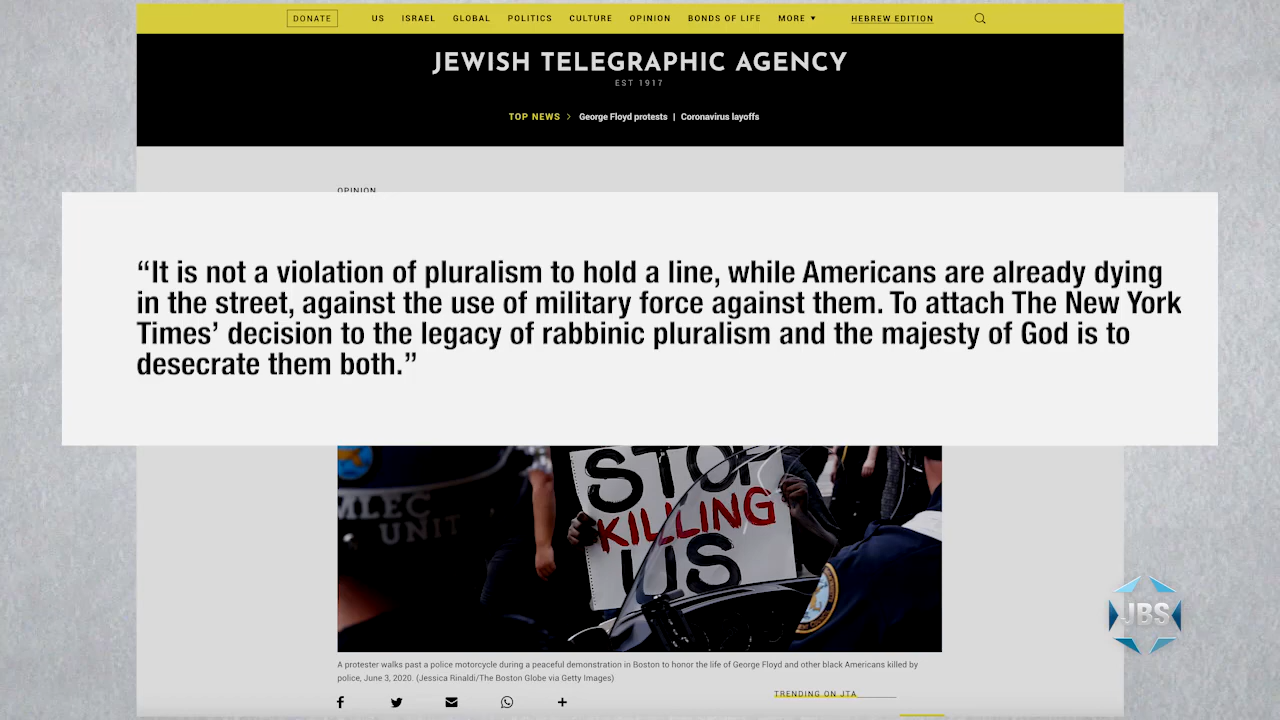 DONATE US ISRAEL GLOBAL POLITICS CULTURE OPINION BONDS OF LIFE MORE ▼ HEBREW EDITION
JEWISH TELEGRAPHIC AGENCY
EST 1917
TOP NEWS > George Floyd protests | Coronavirus layoffs
OPINION
“It is not a violation of pluralism to hold a line, while Americans are already dying
in the street, against the use of military force against them. To attach The New York
Times’ decision to the legacy of rabbinic pluralism and the majesty of God is to
desecrate them both.”
STOP
KILLING
US
MLEC
UNIT
JBS
A protester walks past a police motorcycle during a peaceful demonstration in Boston to honor the life of George Floyd and other black Americans killed by
police, June 3, 2020. (Jessica Rinaldi/The Boston Globe via Getty Images)
TRENDING ON JTA